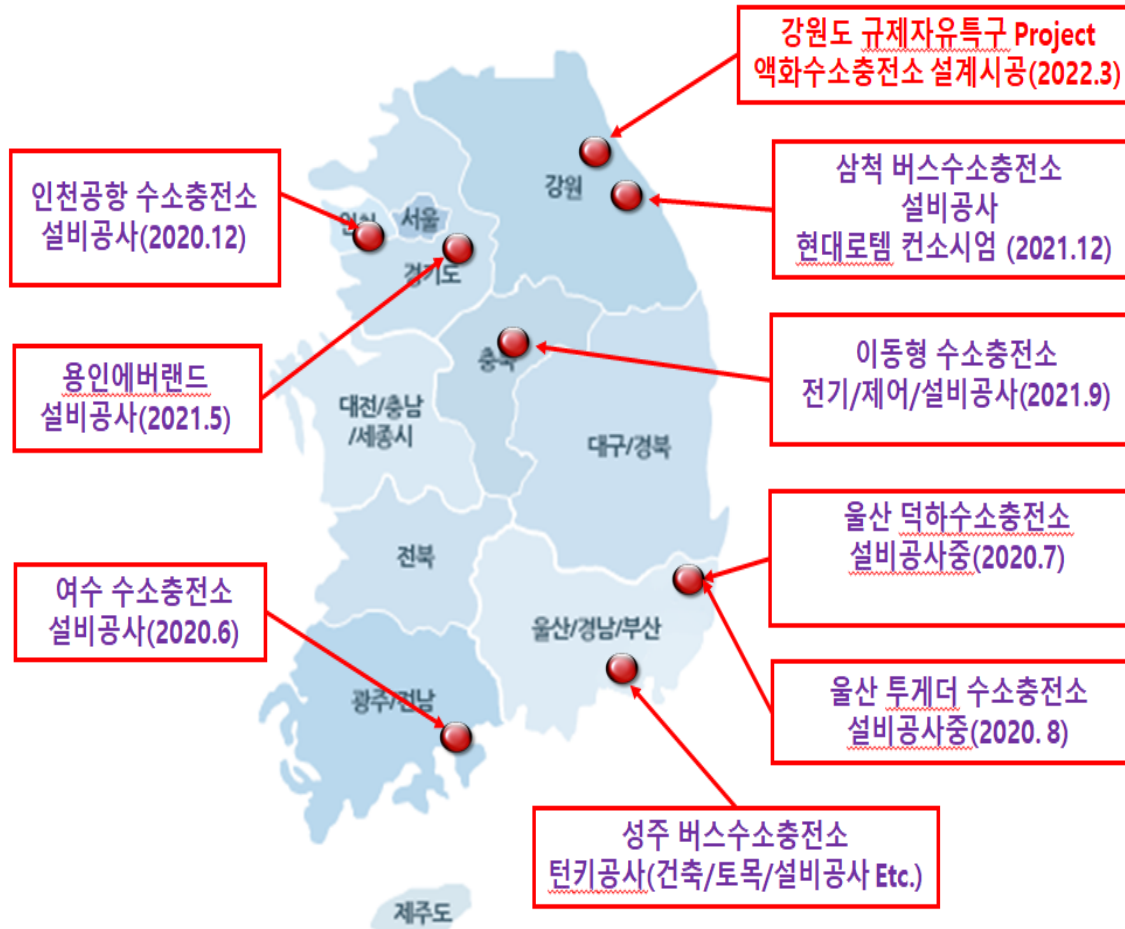 강원도 규제자유특구 Project
액화수소충전소 설계시공(2022.3)
인천공항 수소충전소
설비공사(2020.12)
삼척 버스수소충전소
설비공사
현대로템 컨소시엄 (2021.12)
강원
서울
경기도
용인에버랜드
설비공사(2021.5)
이동형 수소충전소
전기/제어/설비공사(2021.9)
충북
대전/충남
/세종시
대구/경북
울산 덕하수소충전소
설비공사중(2020.7)
전북
여수 수소충전소
설비공사(2020.6)
울산/경남/부산
울산 투게더 수소충전소
설비공사중(2020. 8)
광주/전남
성주 버스수소충전소
턴키공사(건축/토목/설비공사 Etc.)
제주도